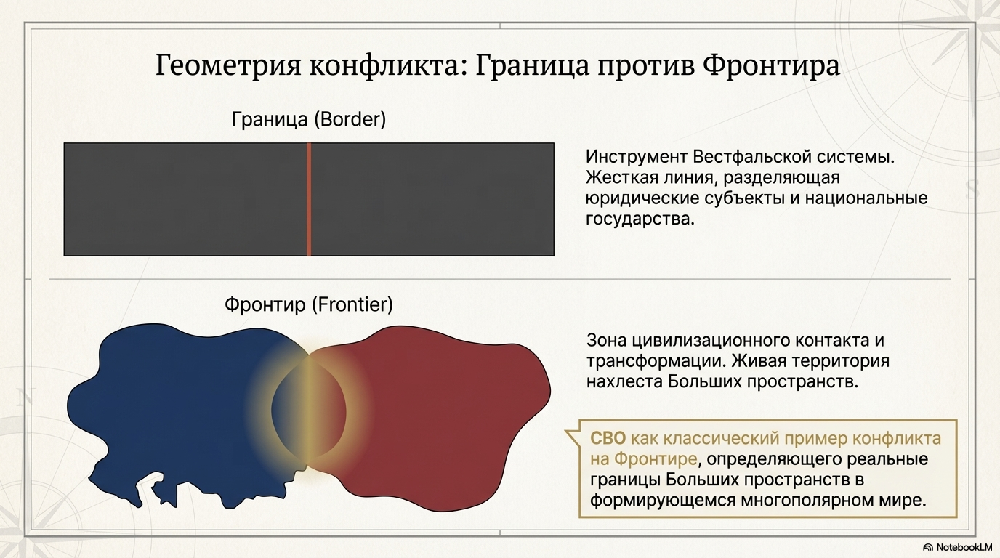 Геометрия конфликта: Граница против Фронтира
Граница (Border)
Инструмент Вестфальской системы.
Жесткая линия, разделяющая
юридические субъекты и национальные
государства.
S
Фронтир (Frontier)
Зона цивилизационного контакта и
трансформации. Живая территория
нахлеста Больших пространств.
N
СВО как классический пример конфликта
на Фронтире, определяющего реальные
границы Больших пространств в
формирующемся многополярном мире.
NotebookLM